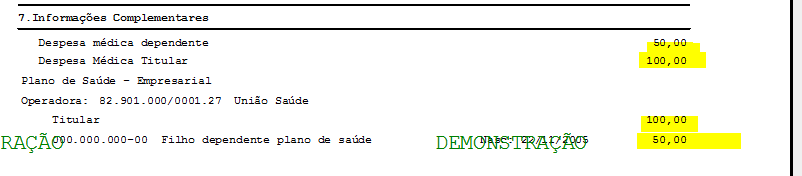 7.Informações Complementares
Despesa médica dependente 50,00
Despesa Médica Titular 100,00
Plano de Saúde - Empresarial
Operadora: 82.901.000/0001.27 União Saúde
Titular 100,00
000.000.000-00 Filho dependente plano de saúde 50,00
RAÇÃO DEMONSTRAÇÃO